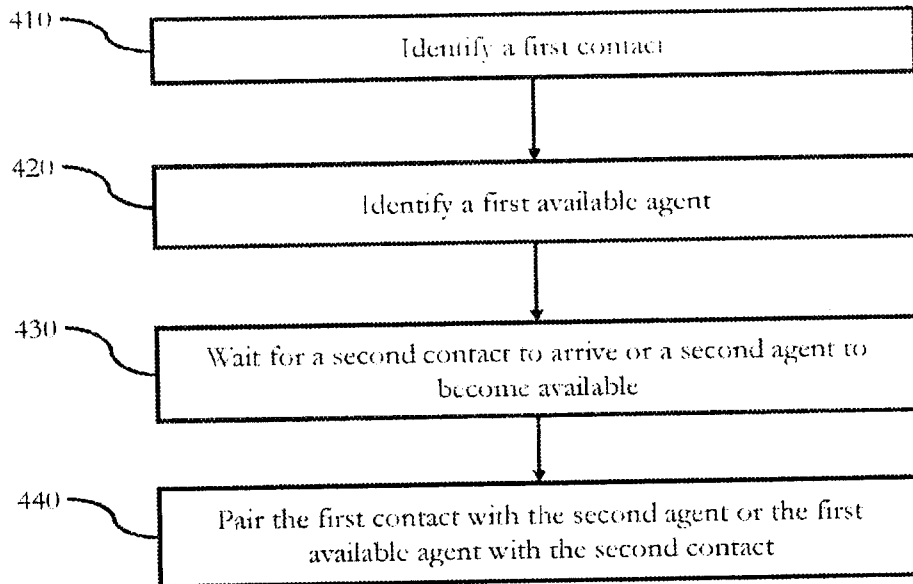 410
Identify a first contact
420
Identify a first available agent
430
Wait for a second contact to arrive or a second agent to
become available
440
Pair the first contact with the second agent or the first
available agent with the second contact